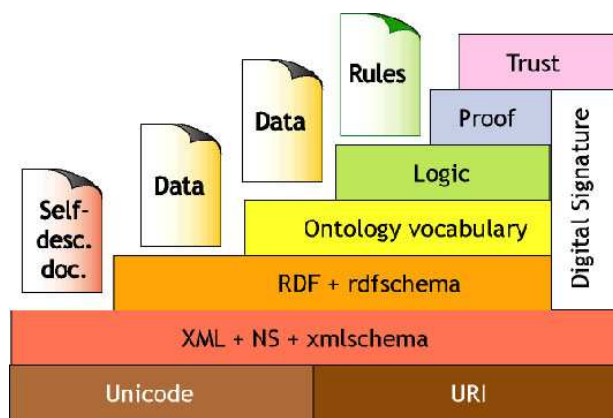 Rules
Trust
Data
Proof
Data
Logic
Digital Signature
Self-
desc.
doc.
Ontology vocabulary
RDF + rdfschema
XML + NS + xmlschema
Unicode
URI